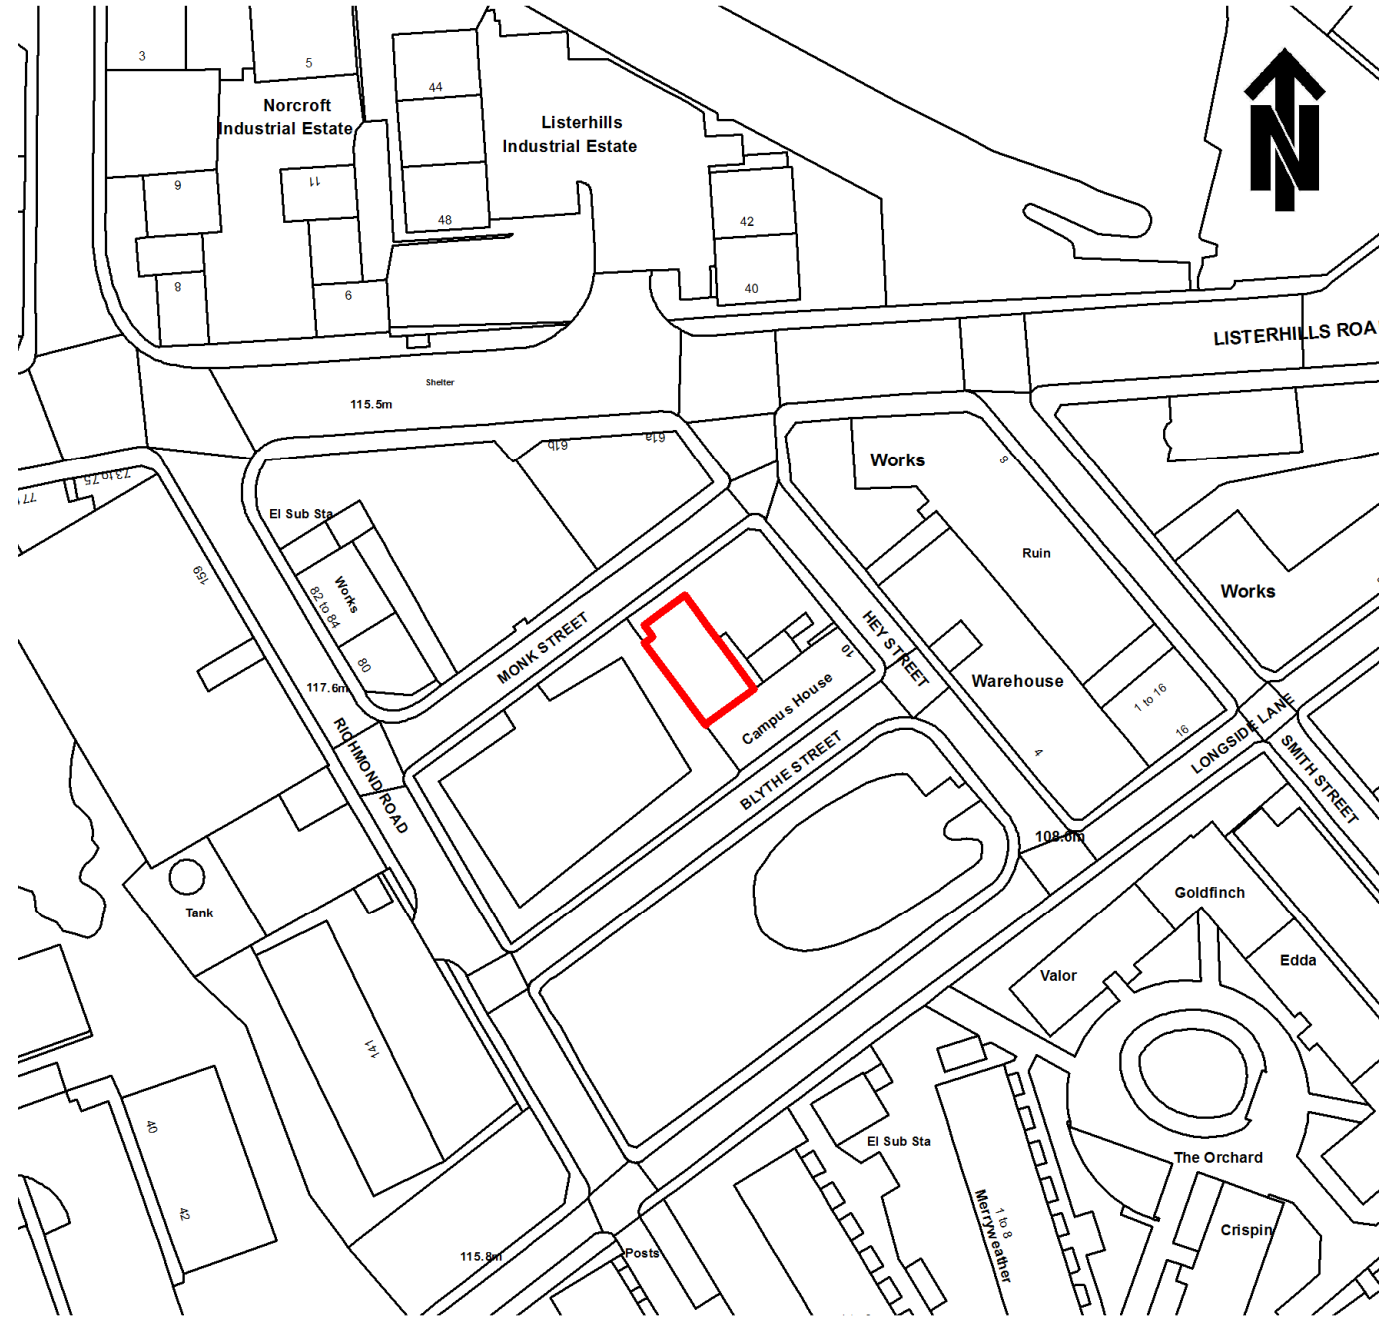 3
5
44
Norcroft
Industrial Estate
Listerhills
Industrial Estate
N
9
11
48
42
8
9
40
LISTERHILLS ROA
Shelter
115.5m
61b
61a
73 to 75
77
Works
8
El Sub Sta
Ruin
159
Works
82 to 84
Works
MONK STREET
HEY STREET
10
80
117.6m
Warehouse
1 to 16
16
Campus House
RICHMOND ROAD
BLYTHE STREET
4
LONGSIDE LANE
SMITH STREET
108.6m
Tank
Goldfinch
Valor
Edda
141
40
El Sub Sta
The Orchard
42
Merryweather
1 to 8
Crispin
115.8m
Posts